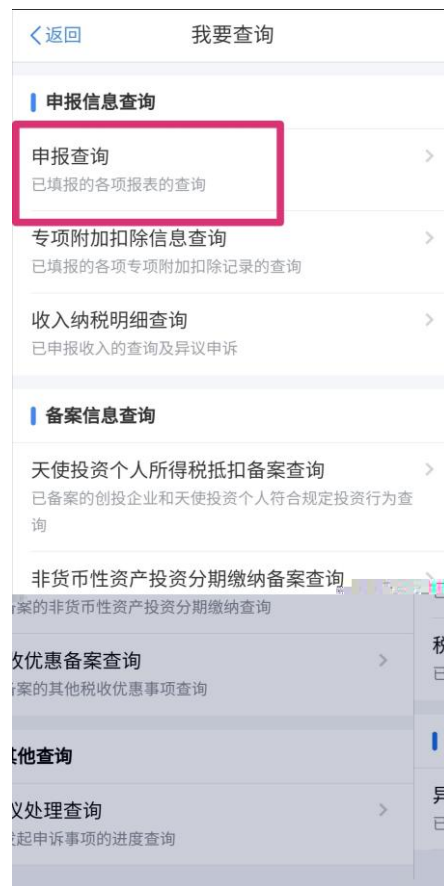 返回 我要查询
申报信息查询
申报查询
已填报的各项报表的查询
专项附加扣除信息查询
已填报的各项专项附加扣除记录的查询
收入纳税明细查询
已申报收入的查询及异议申诉
备案信息查询
天使投资个人所得税抵扣备案查询
已备案的创投企业和天使投资个人符合规定投资行为查
询
非货币性资产投资分期缴纳备案查询
案的非货币性资产投资分期缴纳查询
收优惠备案查询
税
案的其他税收优惠事项查询
已
其他查询
议处理查询
异
起申诉事项的进度查询
已